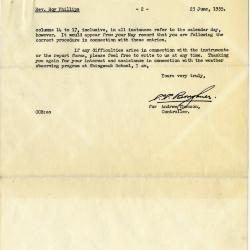 Rev. Roy Phillips - 2 - 23 June, 1939.
columns 14 to 17, inclusive, in all instances refer to the calendar day,
however. It would appear from your May record that you are following the
correct procedure in connection with these entries.
If any difficulties arise in connection with the instruments
or the report forms, please feel free to write to us at any time. Thanking
you again for your interest and assistance in connection with the weather
observing program at Shingwauk School, I am,
Yours very truly,
for Andrew Thomson,
Controller.